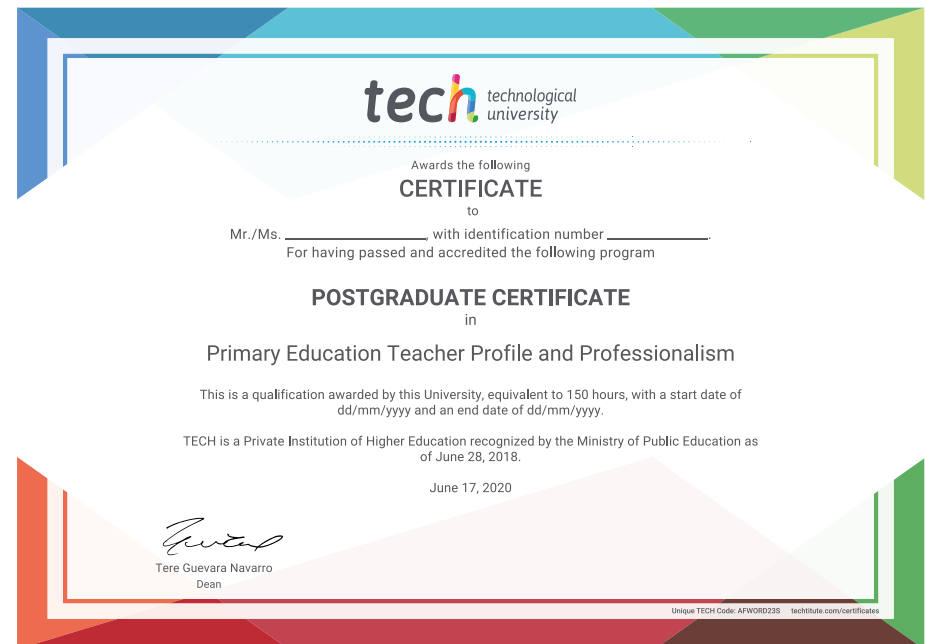 tech technological
university
Awards the following
CERTIFICATE
to
Mr./Ms. ____________, with identification number ____________.
For having passed and accredited the following program
POSTGRADUATE CERTIFICATE
in
Primary Education Teacher Profile and Professionalism
This is a qualification awarded by this University, equivalent to 150 hours, with a start date of
dd/mm/yyyy and an end date of dd/mm/yyyy.
TECH is a Private Institution of Higher Education recognized by the Ministry of Public Education as
of June 28, 2018.
June 17, 2020
Tere Guevara Navarro
Dean
Unique TECH Code: AFWORD23S techtitute.com/certificates